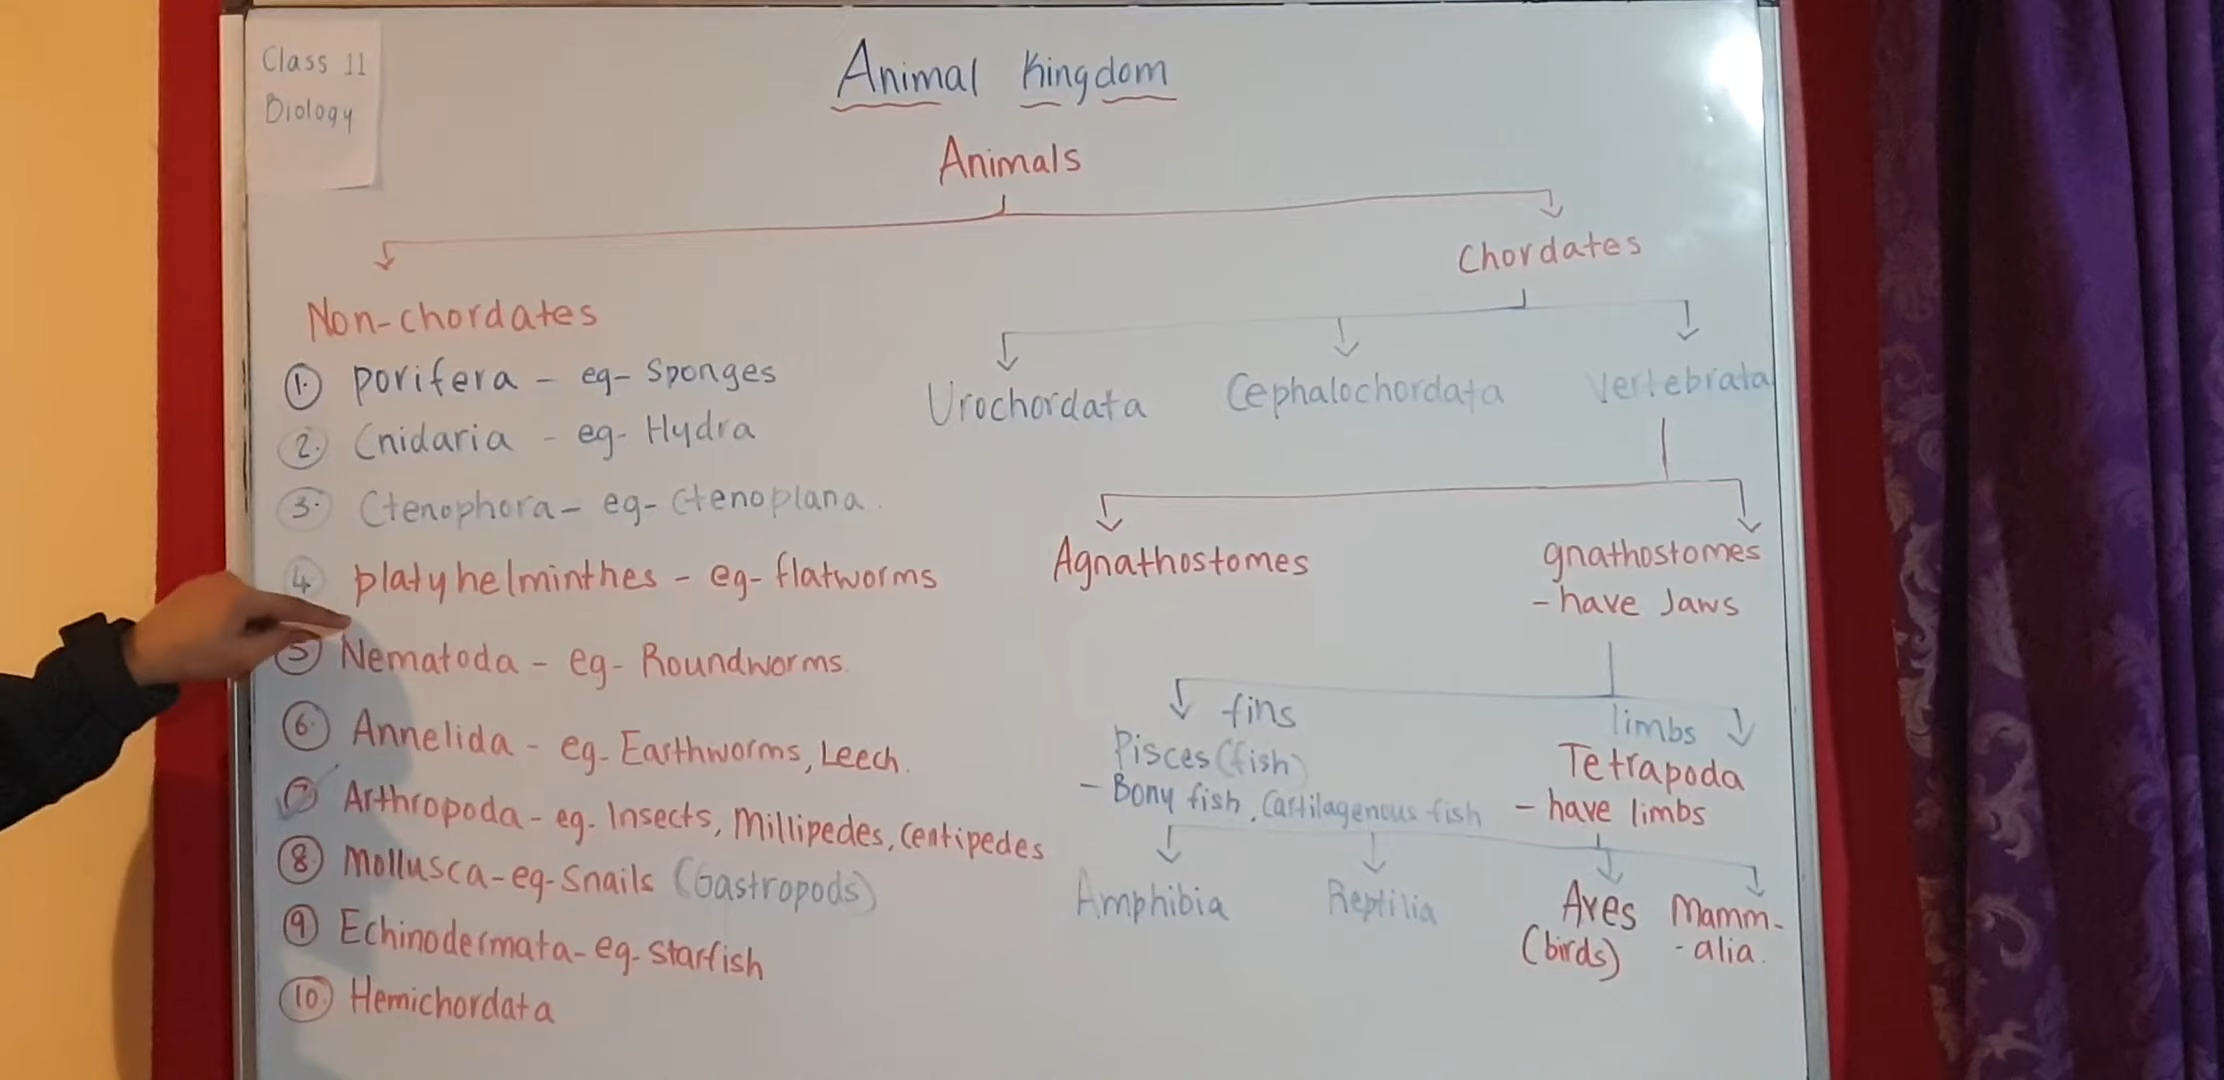 Class 11
Biology
Animal Kingdom
Animals
Non-chordates
1. Porifera - eg- Sponges
2. Cnidaria - eg- Hydra
3. Ctenophora - eg- Ctenoplana.
4 Platyhelminthes - eg- flatworms
5 Nematoda - eg- Roundworms.
6. Annelida - eg. Earthworms, Leech.
7 Arthropoda - eg. Insects, Millipedes, Centipedes
8. Mollusca - eg- Snails (Gastropods)
9 Echinodermata - eg- Starfish
10. Hemichordata
Chordates
Urochordata Cephalochordata Vertebrata
Agnathostomes
gnathostomes
- have Jaws
fins
Pisces (fish)
- Bony fish, Cartilagenous fish
limbs
Tetrapoda
- have limbs
Amphibia Reptilia
Aves
(birds)
Mamm-
-alia.